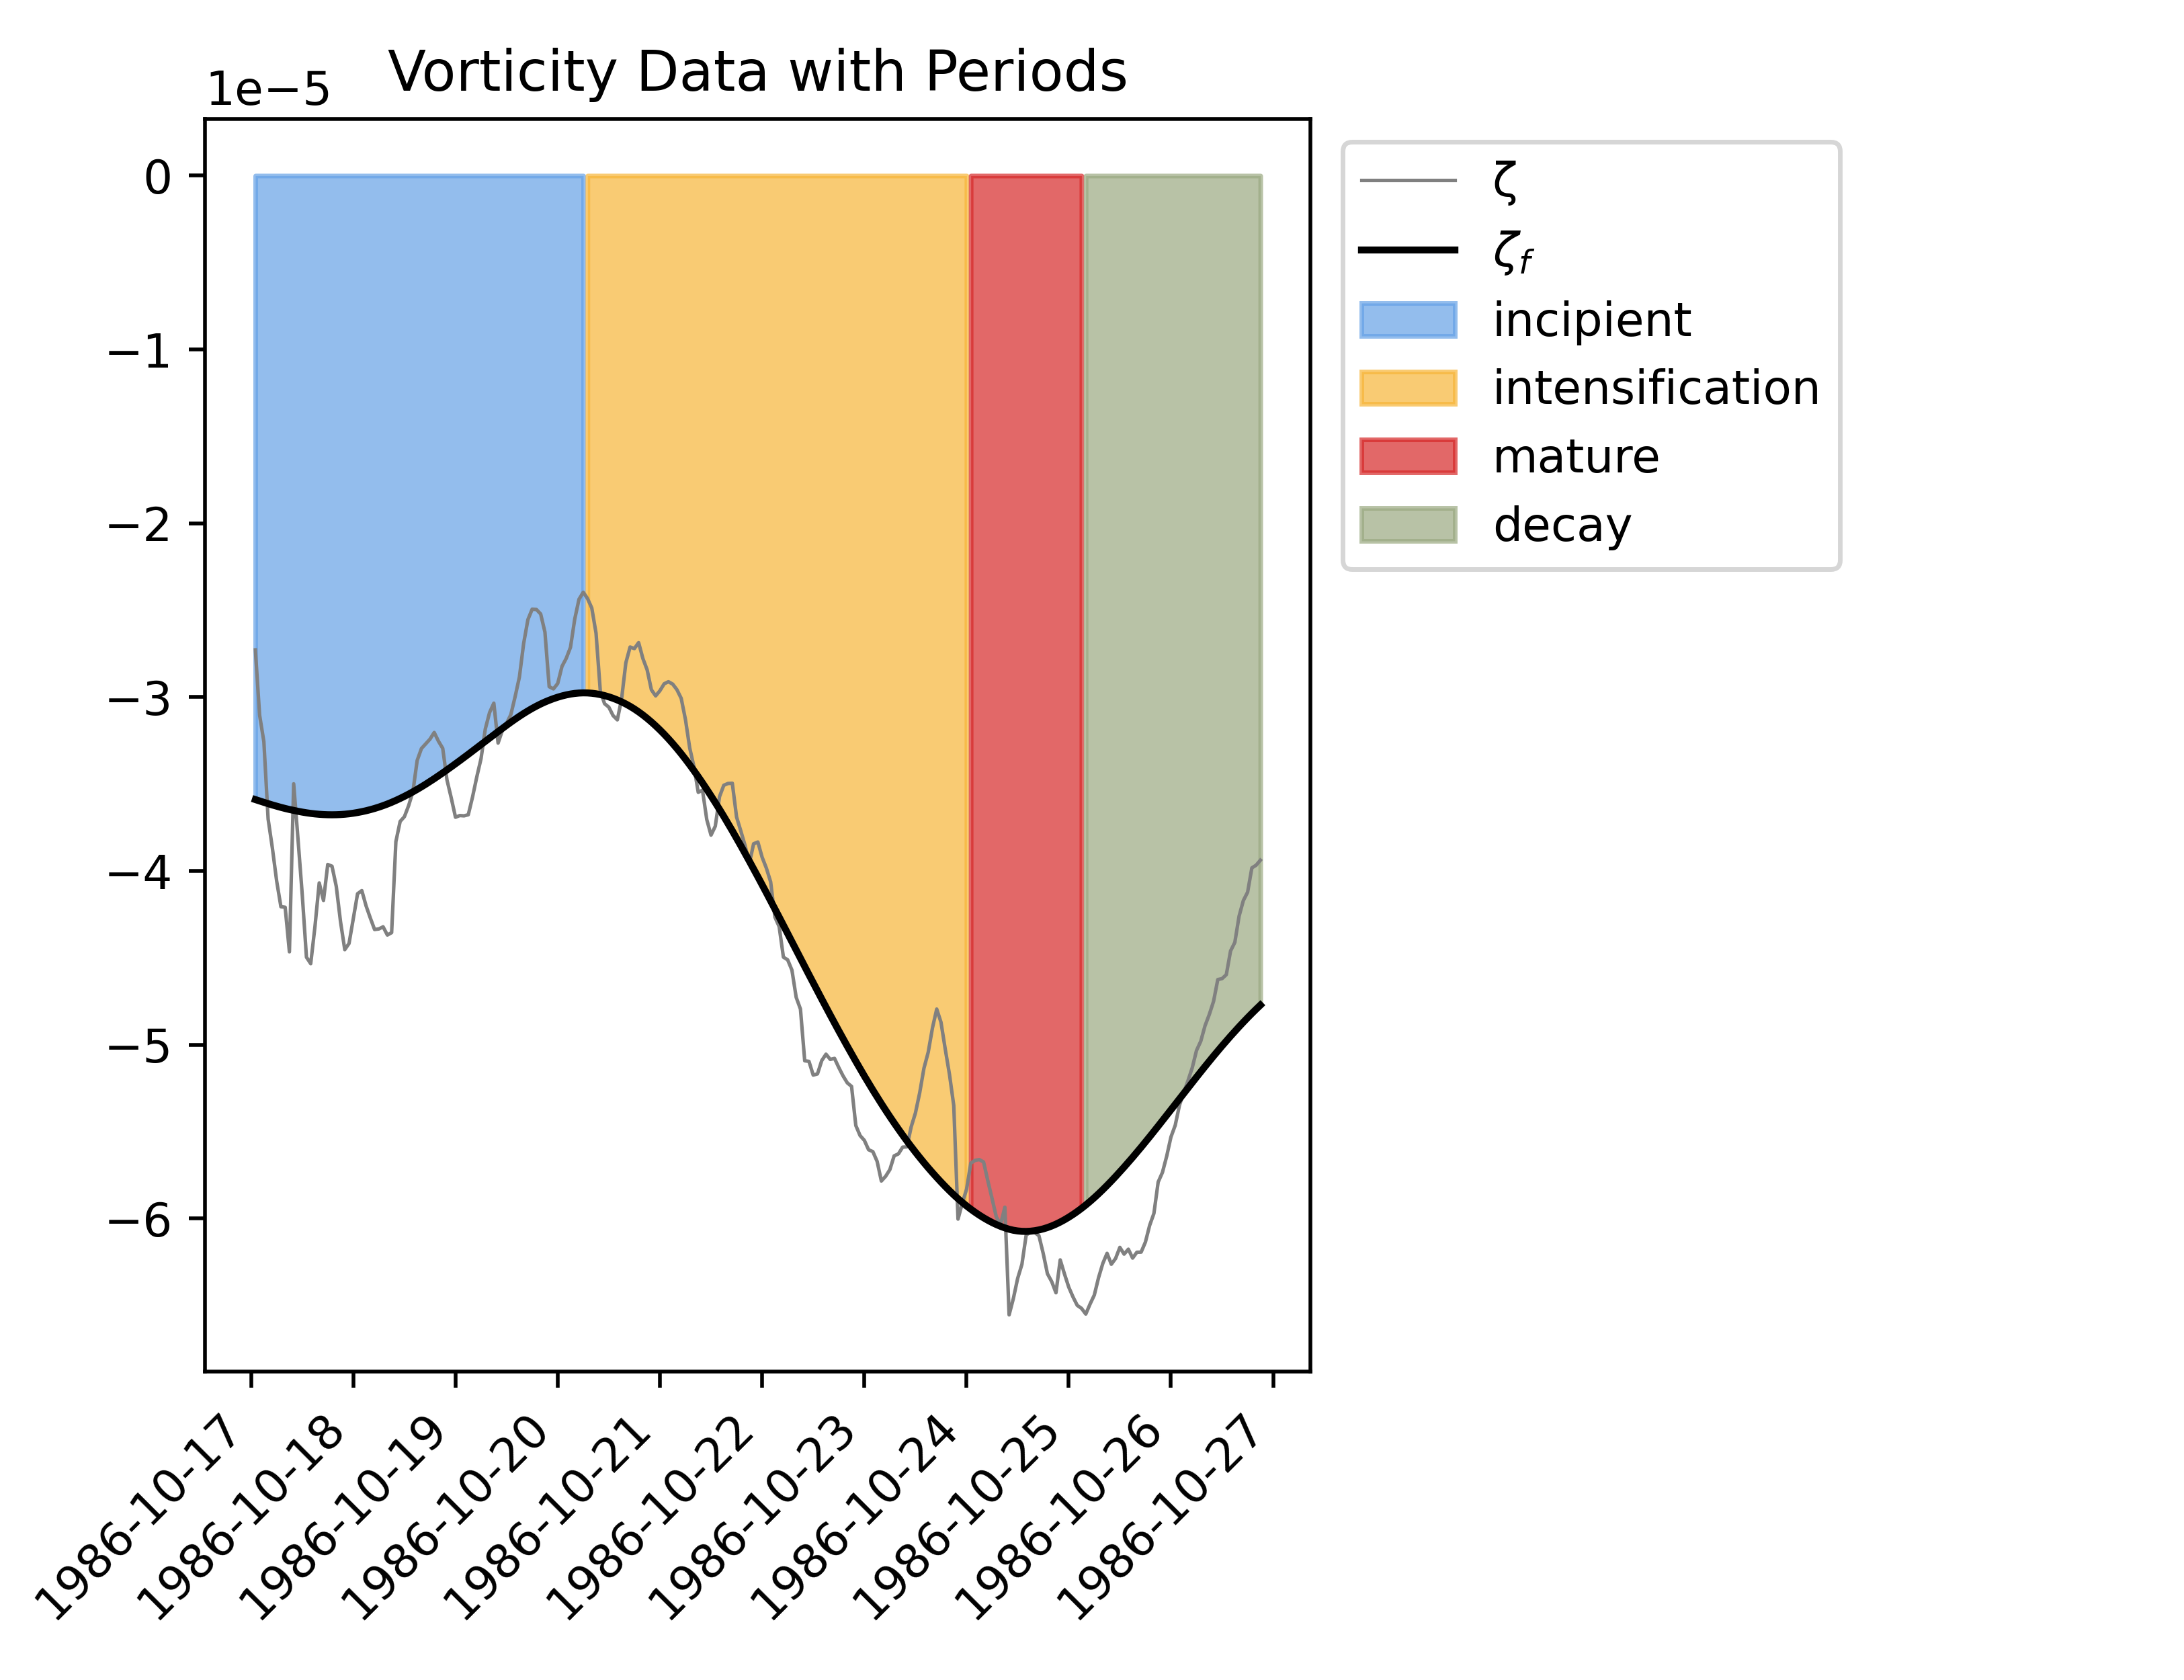 Vorticity Data with Periods
1e−5
0
−1
−2
−3
−4
−5
−6
1986-10-17
1986-10-18
1986-10-19
1986-10-20
1986-10-21
1986-10-22
1986-10-23
1986-10-24
1986-10-25
1986-10-26
1986-10-27
ζ
ζf
incipient
intensification
mature
decay